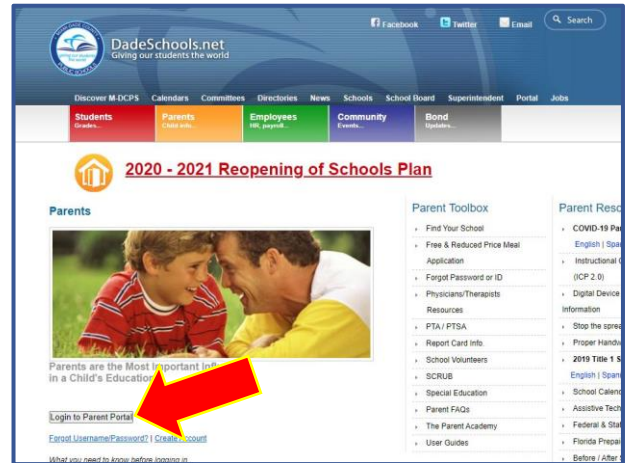 Facebook
Twitter
Email
Search
DadeSchools.net
Giving our students the world
Discover M-DCPS Calendars Committees Directories News Schools School Board Superintendent Portal Jobs
Students
Grades...
Parents
Child info...
Employees
HR, payroll...
Community
Events...
Bond
Updates...
2020 - 2021 Reopening of Schools Plan
Parents
Parents are the Most Important Infl
in a Child's Education
Login to Parent Portal
Forgot Username/Password? | Create Account
What you need to know before logging in
Parent Toolbox
Find Your School
Free & Reduced Price Meal
Application
Forgot Password or ID
Physicians/Therapists
Resources
PTA / PTSA
Report Card Info.
School Volunteers
SCRUB
Special Education
Parent FAQs
The Parent Academy
User Guides
Parent Reso
COVID-19 Pa
English | Spa
Instructional
(ICP 2.0)
Digital Device
Information
Stop the sprea
Proper Handw
2019 Title 1 S
English | Span
School Calend
Assistive Tech
Federal & Stat
Florida Prepai
Before / After